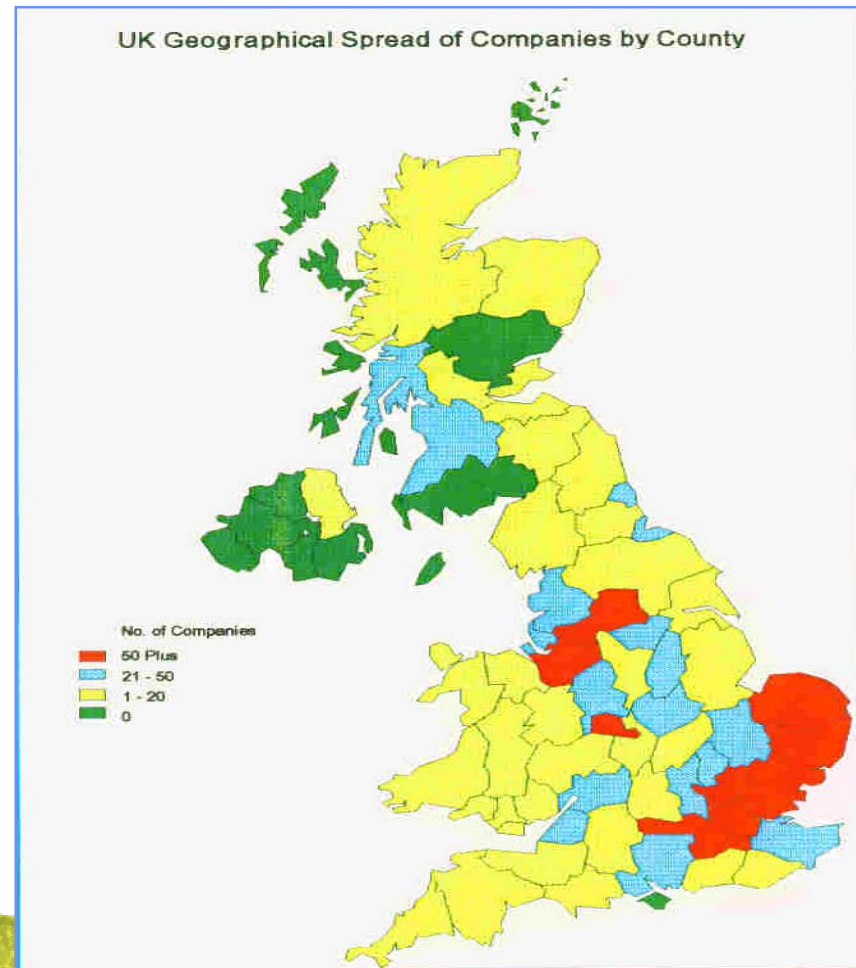 UK Geographical Spread of Companies by County
No. of Companies
50 Plus
21 - 50
1 - 20
0